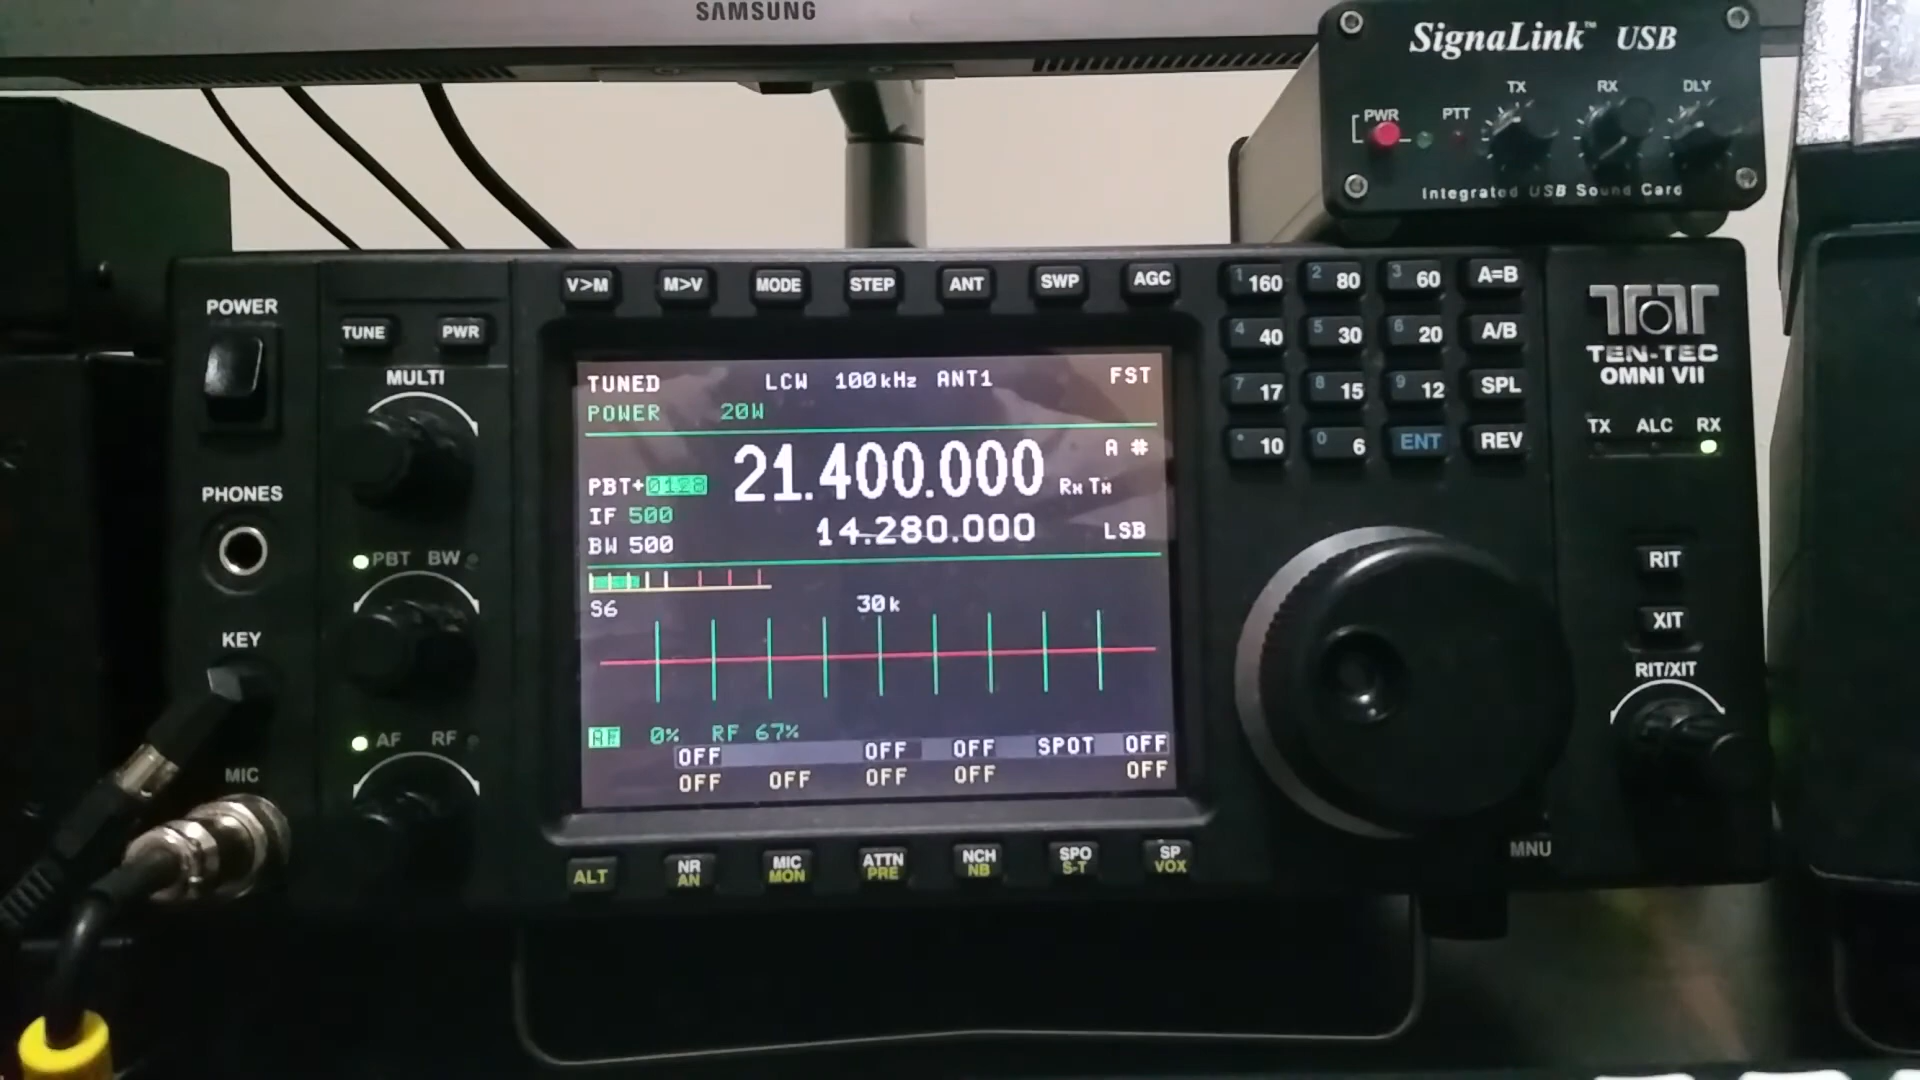 SAMSUNG
SignaLink™ USB
TX RX DLY
PWR PTT
Integrated USB Sound Card
POWER
TUNE PWR
MULTI
PHONES
PBT BW
KEY
AF RF
MIC
V>M M>V MODE STEP ANT SWP AGC
TUNED LCW 100kHz ANT1 FST
POWER 20W
21.400.000 A #
PBT+0128 Rx Tx
IF 500
14.280.000 LSB
BW 500
S6
30k
AF 0% RF 67%
OFF OFF OFF SPOT OFF
OFF OFF OFF OFF OFF
ALT NR MIC ATTN NCH SPO SP
AN MON PRE NB S-T VOX
1 160 2 80 3 60 A=B
4 40 5 30 6 20 A/B
7 17 8 15 9 12 SPL
* 10 0 6 ENT REV
TEN-TEC
OMNI VII
TX ALC RX
RIT
XIT
RIT/XIT
MNU